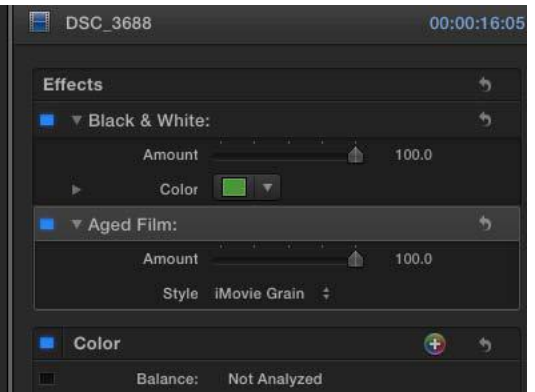 DSC_3688 00:00:16:05
Effects
Black & White:
Amount 100.0
Color
Aged Film:
Amount 100.0
Style iMovie Grain
Color
Balance: Not Analyzed